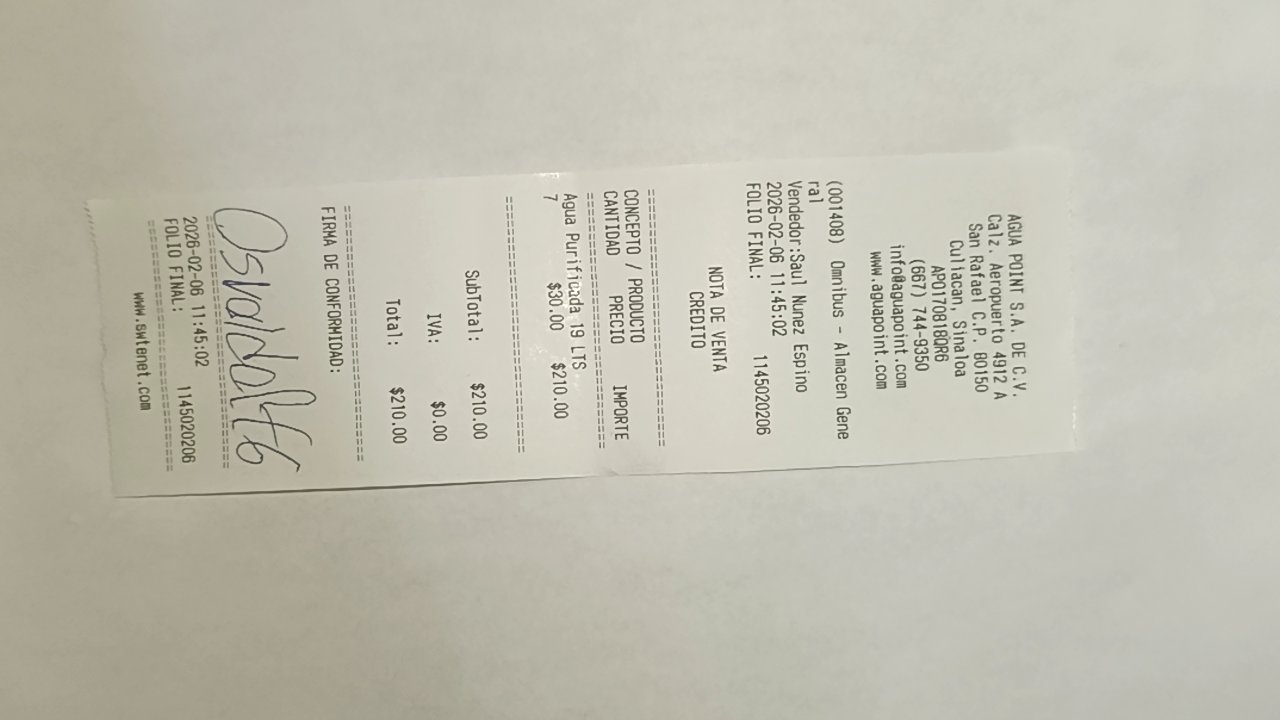 AGUA POINT S.A. DE C.V.
Calz. Aeropuerto 4912 A
San Rafael C.P. 80150
Culiacan, Sinaloa
APO170818QR6
(667) 744-9350
info@aguapoint.com
www.aguapoint.com
(001408) Omnibus - Almacen Gene
ral
Vendedor:Saul Nunez Espino
2026-02-06 11:45:02
FOLIO FINAL: 1145020206
NOTA DE VENTA
CREDITO
CONCEPTO / PRODUCTO
CANTIDAD PRECIO IMPORTE
Agua Purificada 19 LTS
7 $30.00 $210.00
SubTotal: $210.00
IVA: $0.00
Total: $210.00
FIRMA DE CONFORMIDAD:
2026-02-06 11:45:02
FOLIO FINAL: 1145020206
www.swtenet.com